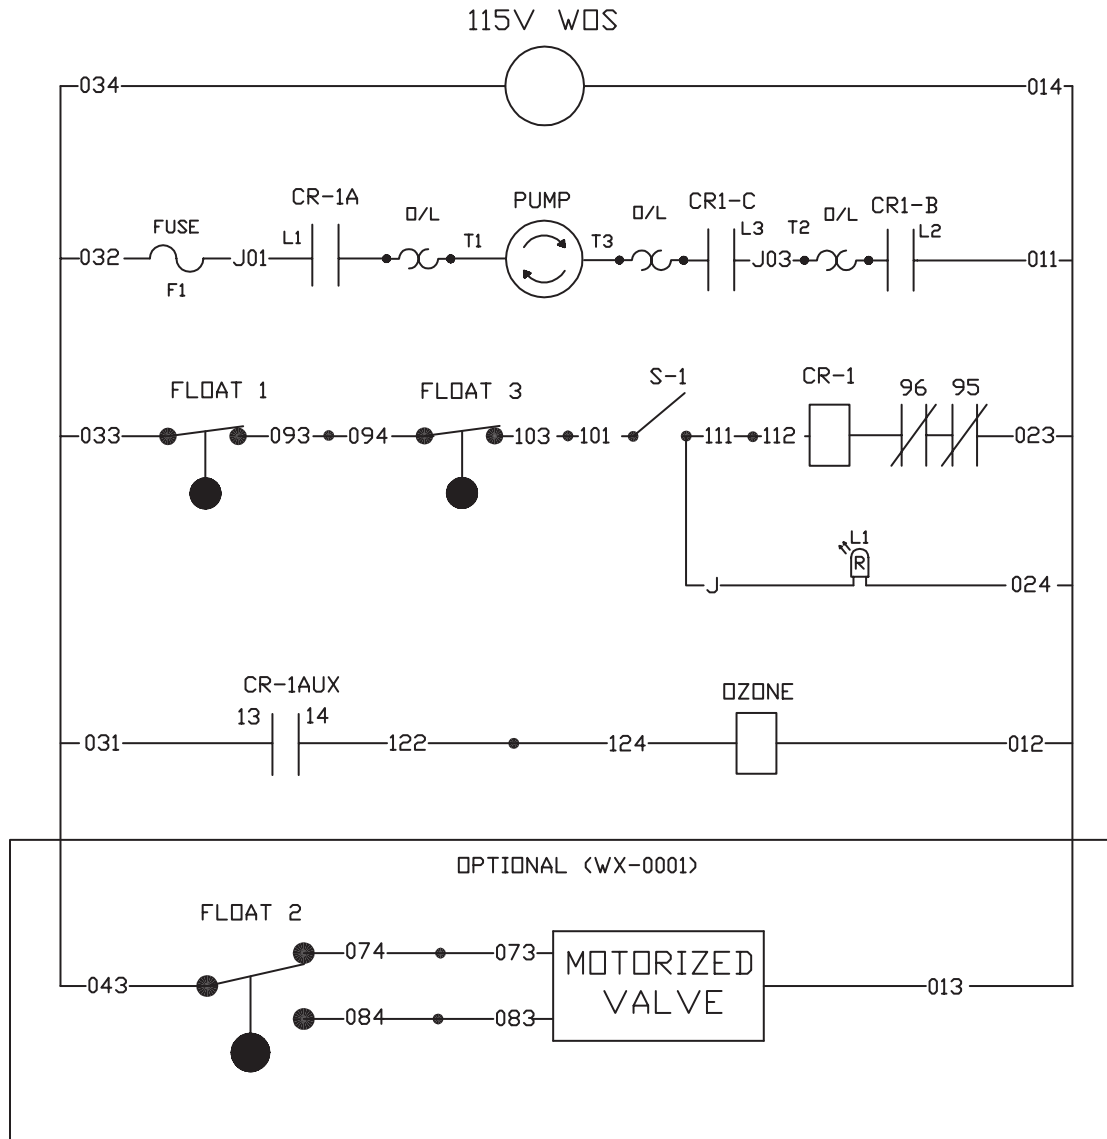 115V WOS
034 014
CR-1A O/L PUMP O/L CR1-C O/L CR1-B
FUSE L1 T1 T3 L3 T2 L2
032 J01 J03 011
F1
FLOAT 1 FLOAT 3 S-1 CR-1 96 95
033 093 094 103 101 111 112 023
L1
R
J 024
CR-1AUX OZONE
13 14
031 122 124 012
OPTIONAL (WX-0001)
FLOAT 2
074 073
MOTORIZED
043 013
VALVE
084 083